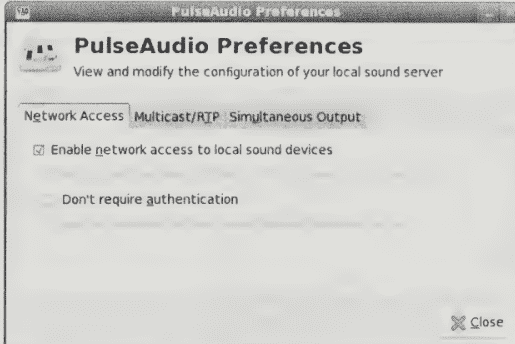 PulseAudio Preferences
PulseAudio Preferences
View and modify the configuration of your local sound server
Network Access Multicast/RTP Simultaneous Output
Enable network access to local sound devices
Don't require authentication
Close